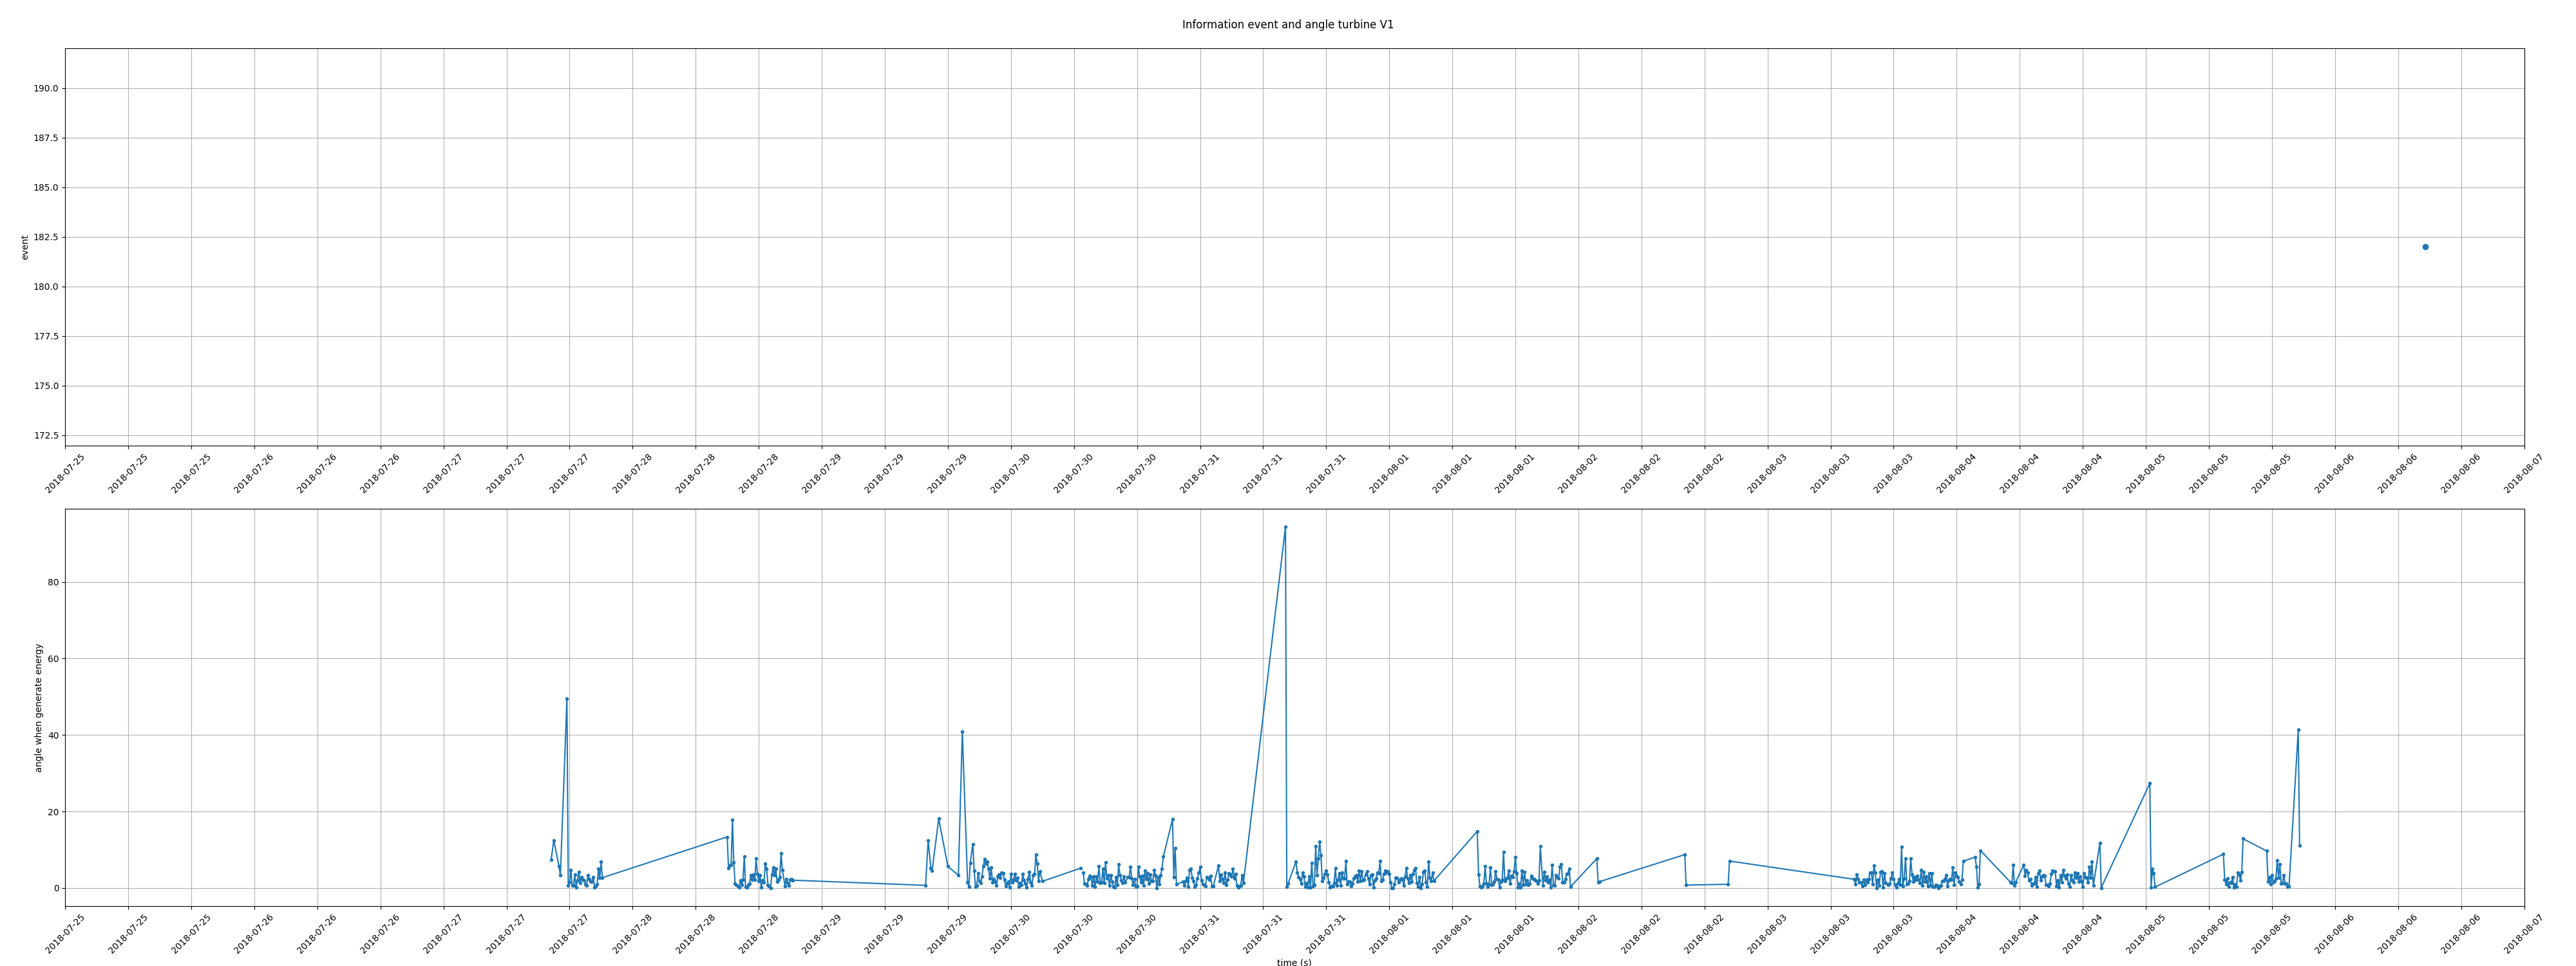 Information event and angle turbine V1
190.0
187.5
185.0
182.5
180.0
177.5
175.0
172.5
event
2018-07-25 2018-07-25 2018-07-25 2018-07-26 2018-07-26 2018-07-26 2018-07-27 2018-07-27 2018-07-27 2018-07-28 2018-07-28 2018-07-28 2018-07-29 2018-07-29 2018-07-29 2018-07-30 2018-07-30 2018-07-30 2018-07-31 2018-07-31 2018-07-31 2018-08-01 2018-08-01 2018-08-01 2018-08-02 2018-08-02 2018-08-02 2018-08-03 2018-08-03 2018-08-03 2018-08-04 2018-08-04 2018-08-04 2018-08-05 2018-08-05 2018-08-05 2018-08-06 2018-08-06 2018-08-06 2018-08-07
80
60
40
20
0
angle when generate energy
2018-07-25 2018-07-25 2018-07-25 2018-07-26 2018-07-26 2018-07-26 2018-07-27 2018-07-27 2018-07-27 2018-07-28 2018-07-28 2018-07-28 2018-07-29 2018-07-29 2018-07-29 2018-07-30 2018-07-30 2018-07-30 2018-07-31 2018-07-31 2018-07-31 2018-08-01 2018-08-01 2018-08-01 2018-08-02 2018-08-02 2018-08-02 2018-08-03 2018-08-03 2018-08-03 2018-08-04 2018-08-04 2018-08-04 2018-08-05 2018-08-05 2018-08-05 2018-08-06 2018-08-06 2018-08-06 2018-08-07
time (s)